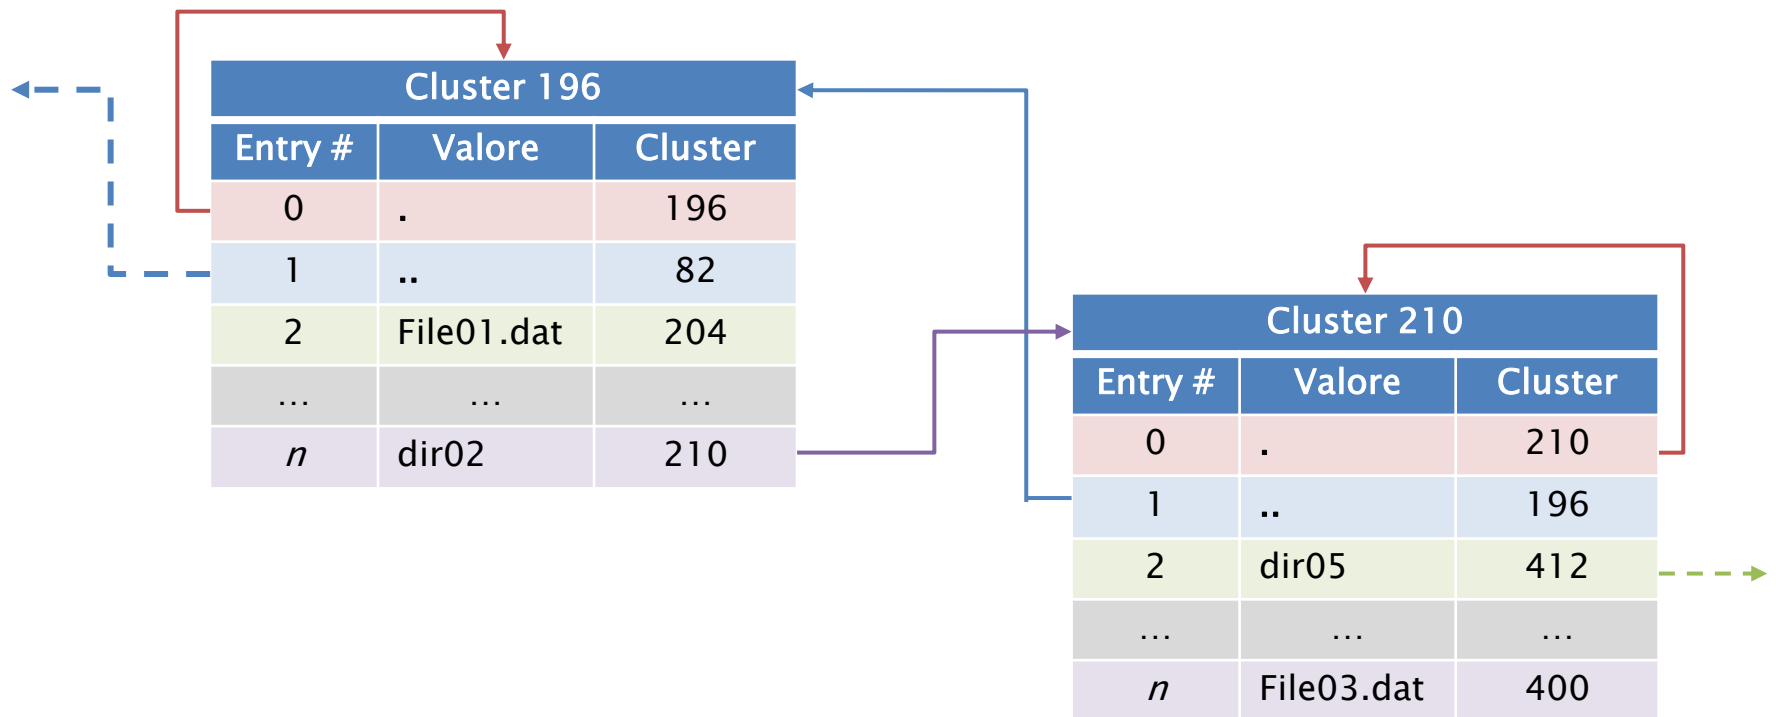 Cluster 196
Entry # Valore Cluster
0 . 196
1 .. 82
2 File01.dat 204
... ... ...
n dir02 210
Cluster 210
Entry # Valore Cluster
0 . 210
1 .. 196
2 dir05 412
... ... ...
n File03.dat 400